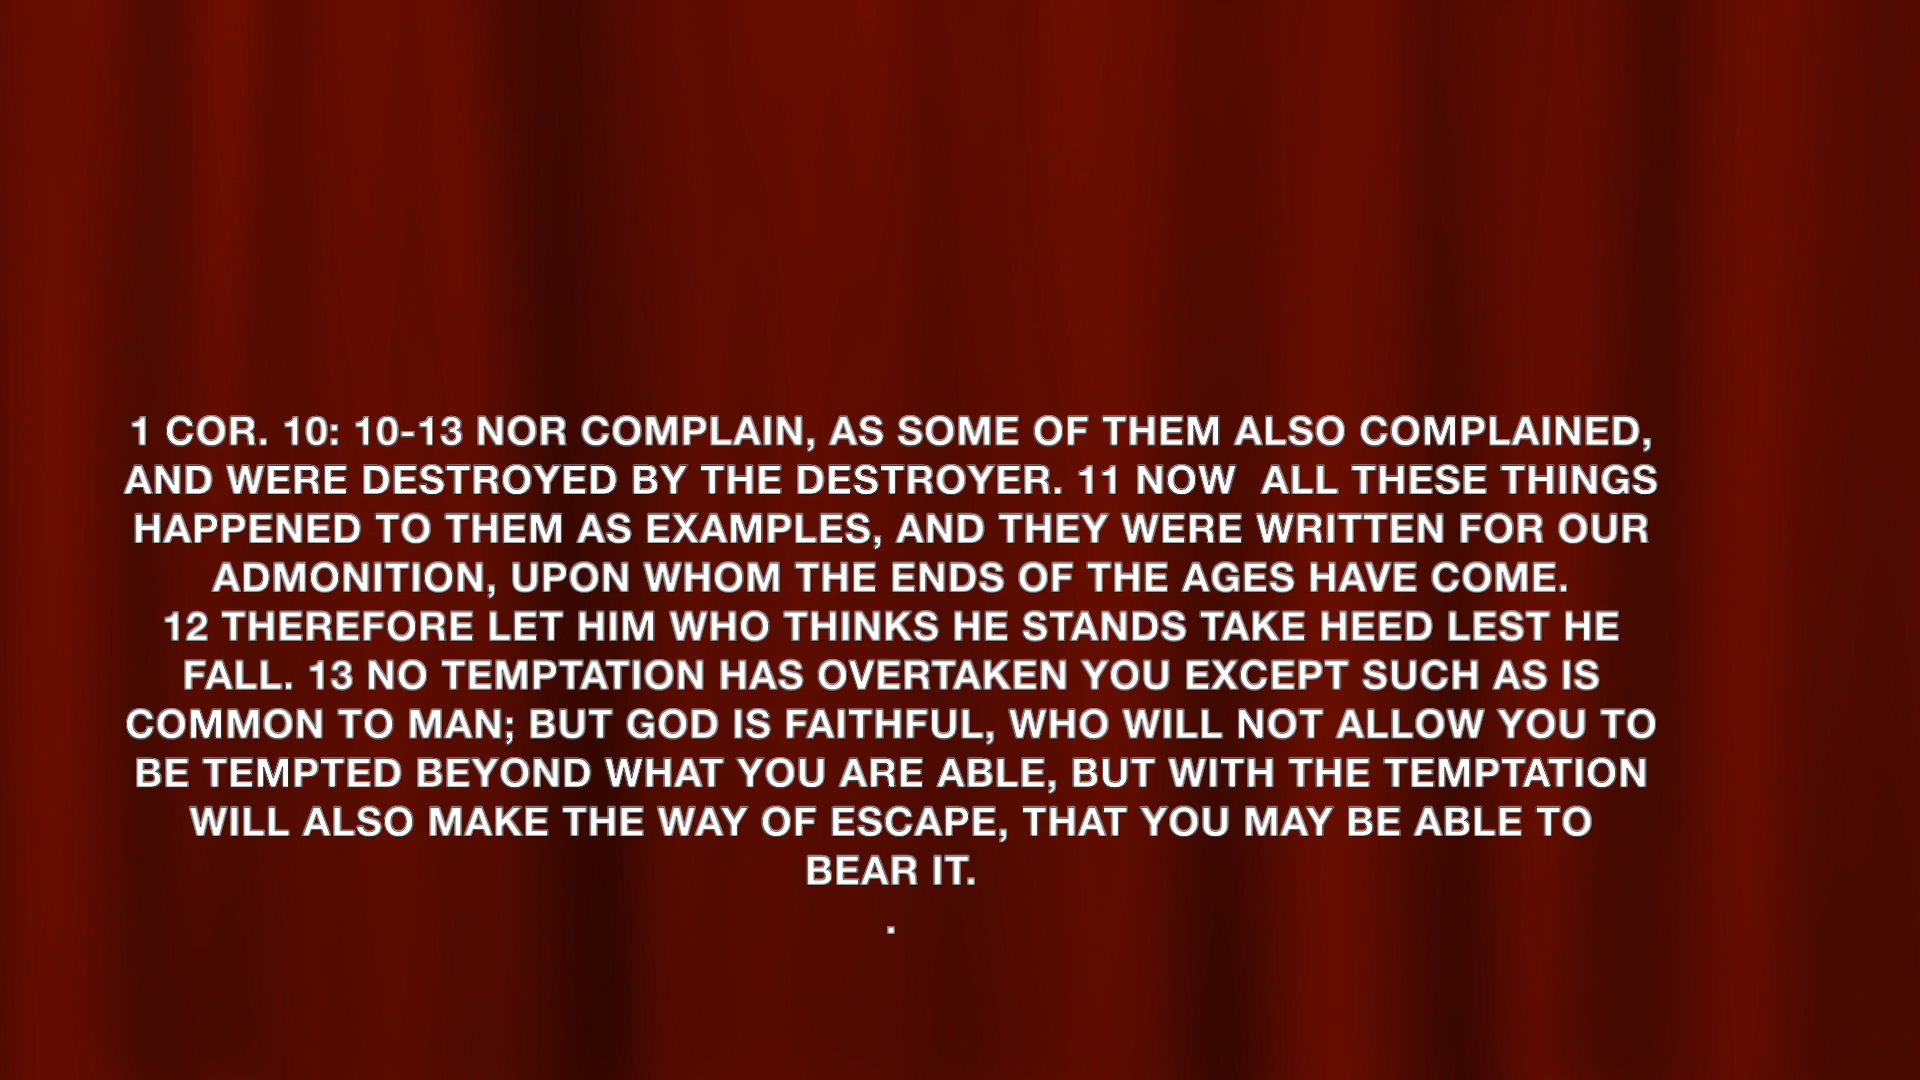 1 COR. 10: 10-13 NOR COMPLAIN, AS SOME OF THEM ALSO COMPLAINED,
AND WERE DESTROYED BY THE DESTROYER. 11 NOW  ALL THESE THINGS
HAPPENED TO THEM AS EXAMPLES, AND THEY WERE WRITTEN FOR OUR
ADMONITION, UPON WHOM THE ENDS OF THE AGES HAVE COME.
12 THEREFORE LET HIM WHO THINKS HE STANDS TAKE HEED LEST HE
FALL. 13 NO TEMPTATION HAS OVERTAKEN YOU EXCEPT SUCH AS IS
COMMON TO MAN; BUT GOD IS FAITHFUL, WHO WILL NOT ALLOW YOU TO
BE TEMPTED BEYOND WHAT YOU ARE ABLE, BUT WITH THE TEMPTATION
WILL ALSO MAKE THE WAY OF ESCAPE, THAT YOU MAY BE ABLE TO
BEAR IT.
.